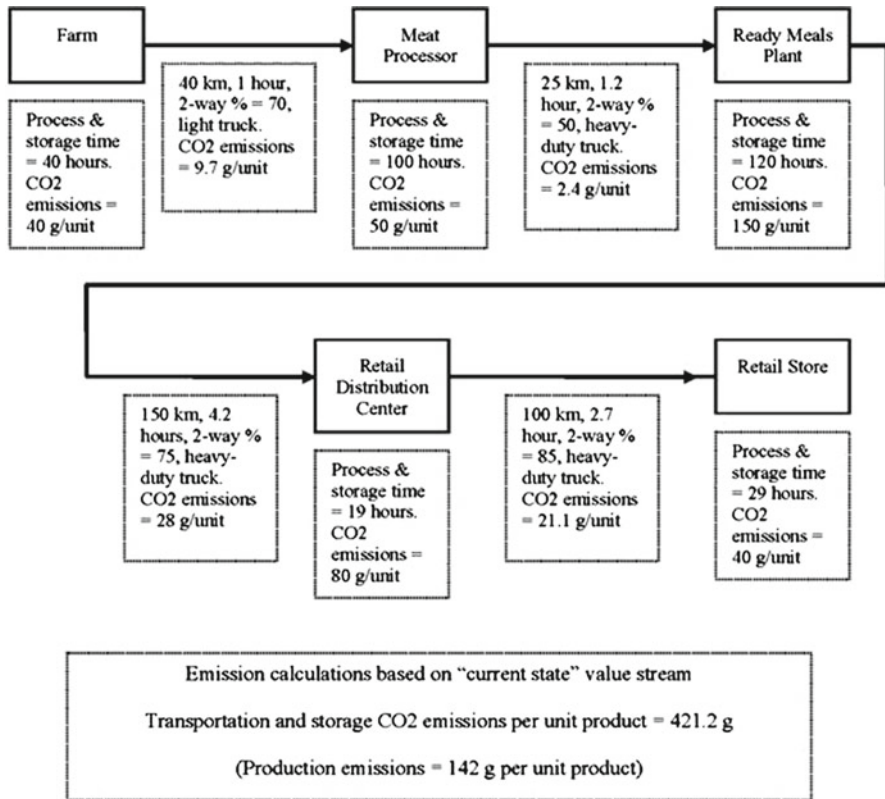 Farm
Meat
Processor
Ready Meals
Plant
40 km, 1 hour,
2-way % = 70,
light truck.
CO2 emissions
= 9.7 g/unit
25 km, 1.2
hour, 2-way %
= 50, heavy-
duty truck.
CO2 emissions
= 2.4 g/unit
Process &
storage time
= 40 hours.
CO2
emissions =
40 g/unit
Process &
storage time
= 100 hours.
CO2
emissions =
50 g/unit
Process &
storage time
= 120 hours.
CO2
emissions =
150 g/unit
Retail
Distribution
Center
Retail Store
150 km, 4.2
hours, 2-way %
= 75, heavy-
duty truck.
CO2 emissions
= 28 g/unit
100 km, 2.7
hour, 2-way %
= 85, heavy-
duty truck.
CO2 emissions
= 21.1 g/unit
Process &
storage time
= 19 hours.
CO2
emissions =
80 g/unit
Process &
storage time
= 29 hours.
CO2
emissions =
40 g/unit
Emission calculations based on “current state” value stream
Transportation and storage CO2 emissions per unit product = 421.2 g
(Production emissions = 142 g per unit product)